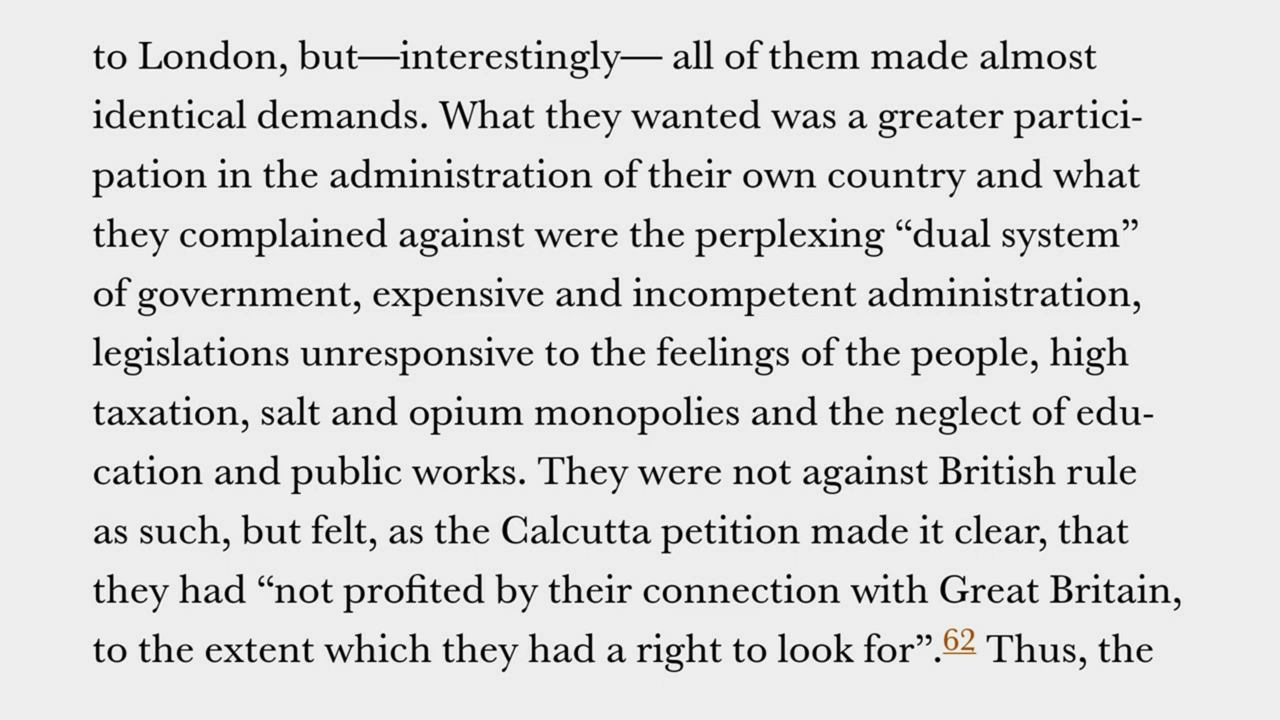 to London, but—interestingly— all of them made almost
identical demands. What they wanted was a greater partici-
pation in the administration of their own country and what
they complained against were the perplexing “dual system”
of government, expensive and incompetent administration,
legislations unresponsive to the feelings of the people, high
taxation, salt and opium monopolies and the neglect of edu-
cation and public works. They were not against British rule
as such, but felt, as the Calcutta petition made it clear, that
they had “not profited by their connection with Great Britain,
to the extent which they had a right to look for”.62 Thus, the